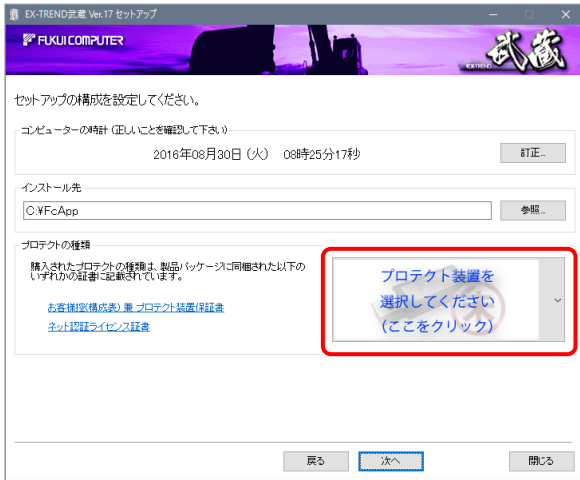 EX-TREND武蔵 Ver.17 セットアップ
FUKUI COMPUTER
EX-TREND 武蔵
セットアップの構成を設定してください。
コンピューターの時計 (正しいことを確認して下さい)
2016年08月30日 (火) 08時25分17秒
訂正...
インストール先
C:¥FcApp
参照...
プロテクトの種類
購入されたプロテクトの種類は、製品パッケージに同梱された以下の
いずれかの証書に記載されています。
お客様控(構成表) 兼 プロテクト装置保証書
ネット認証ライセンス証書
プロテクト装置を
選択してください
(ここをクリック)
戻る
次へ
閉じる